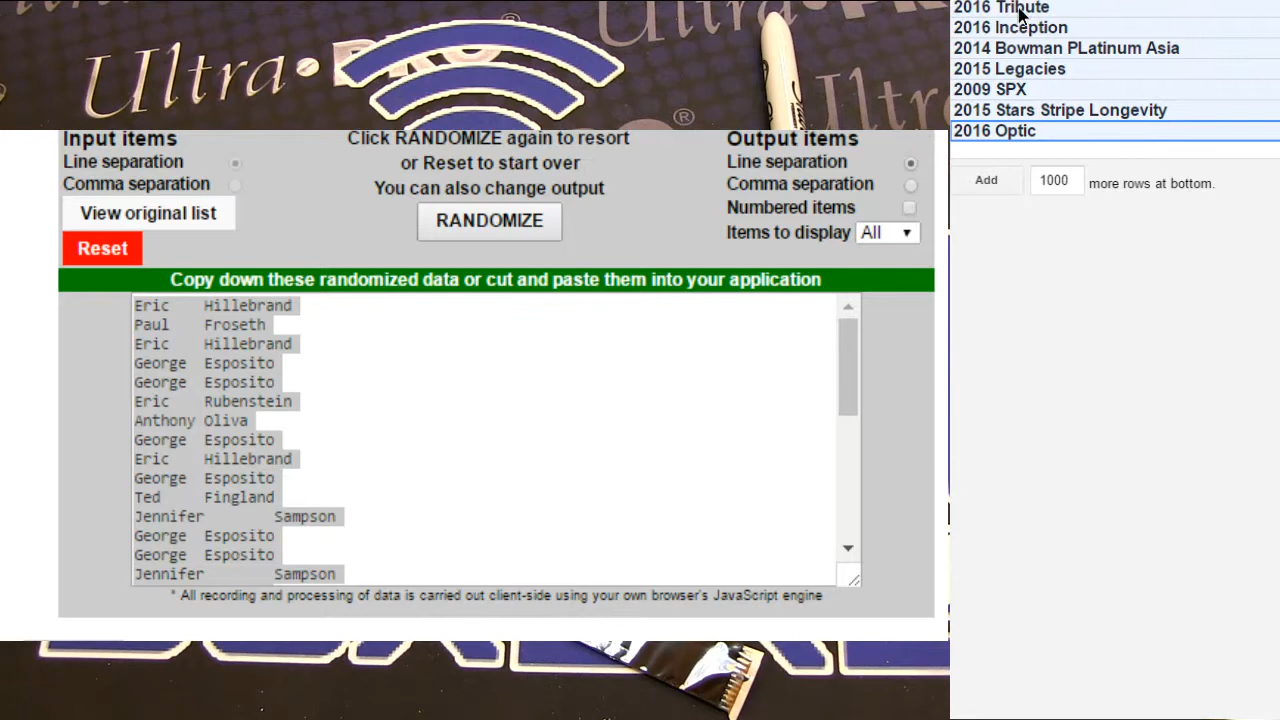 Ultra PRO
Ultra
®
Input items
Line separation
Comma separation
View original list
Reset
Click RANDOMIZE again to resort
or Reset to start over
You can also change output
RANDOMIZE
Output items
Line separation
Comma separation
Numbered items
Items to display All
Copy down these randomized data or cut and paste them into your application
Eric Hillebrand
Paul Froseth
Eric Hillebrand
George Esposito
George Esposito
Eric Rubenstein
Anthony Oliva
George Esposito
Eric Hillebrand
George Esposito
Ted Fingland
Jennifer Sampson
George Esposito
George Esposito
Jennifer Sampson
* All recording and processing of data is carried out client-side using your own browser's JavaScript engine
2016 Tribute
2016 Inception
2014 Bowman PLatinum Asia
2015 Legacies
2009 SPX
2015 Stars Stripe Longevity
2016 Optic
Add 1000 more rows at bottom.